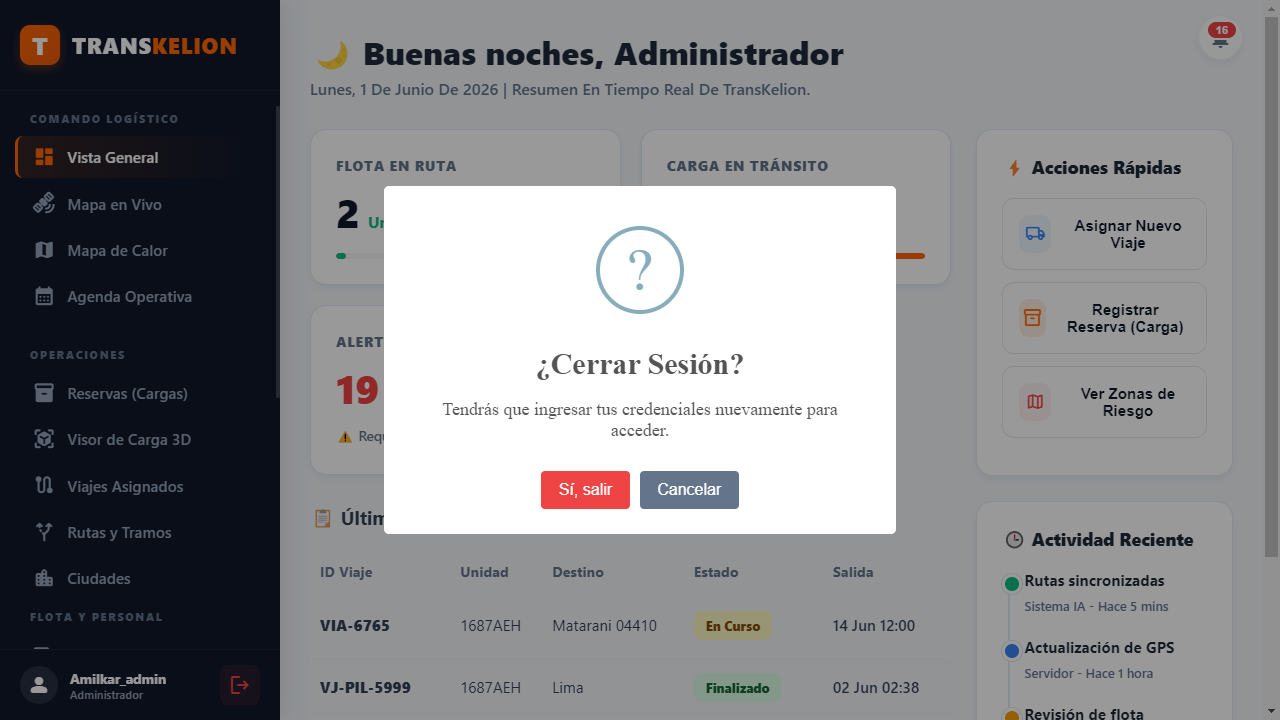 T TRANSKELION
COMANDO LOGÍSTICO
Vista General
Mapa en Vivo
Mapa de Calor
Agenda Operativa
OPERACIONES
Reservas (Cargas)
Visor de Carga 3D
Viajes Asignados
Rutas y Tramos
Ciudades
FLOTA Y PERSONAL
Amilkar_admin
Administrador
Buenas noches, Administrador
Lunes, 1 De Junio De 2026 | Resumen En Tiempo Real De TransKelion.
16
FLOTA EN RUTA
2
CARGA EN TRÁNSITO
19
?
¿Cerrar Sesión?
Tendrás que ingresar tus credenciales nuevamente para
acceder.
Sí, salir
Cancelar
ID Viaje Unidad Destino Estado Salida
VIA-6765 1687AEH Matarani 04410 En Curso 14 Jun 12:00
VJ-PIL-5999 1687AEH Lima Finalizado 02 Jun 02:38
Acciones Rápidas
Asignar Nuevo
Viaje
Registrar
Reserva (Carga)
Ver Zonas de
Riesgo
Actividad Reciente
Rutas sincronizadas
Sistema IA - Hace 5 mins
Actualización de GPS
Servidor - Hace 1 hora
Revisión de flota